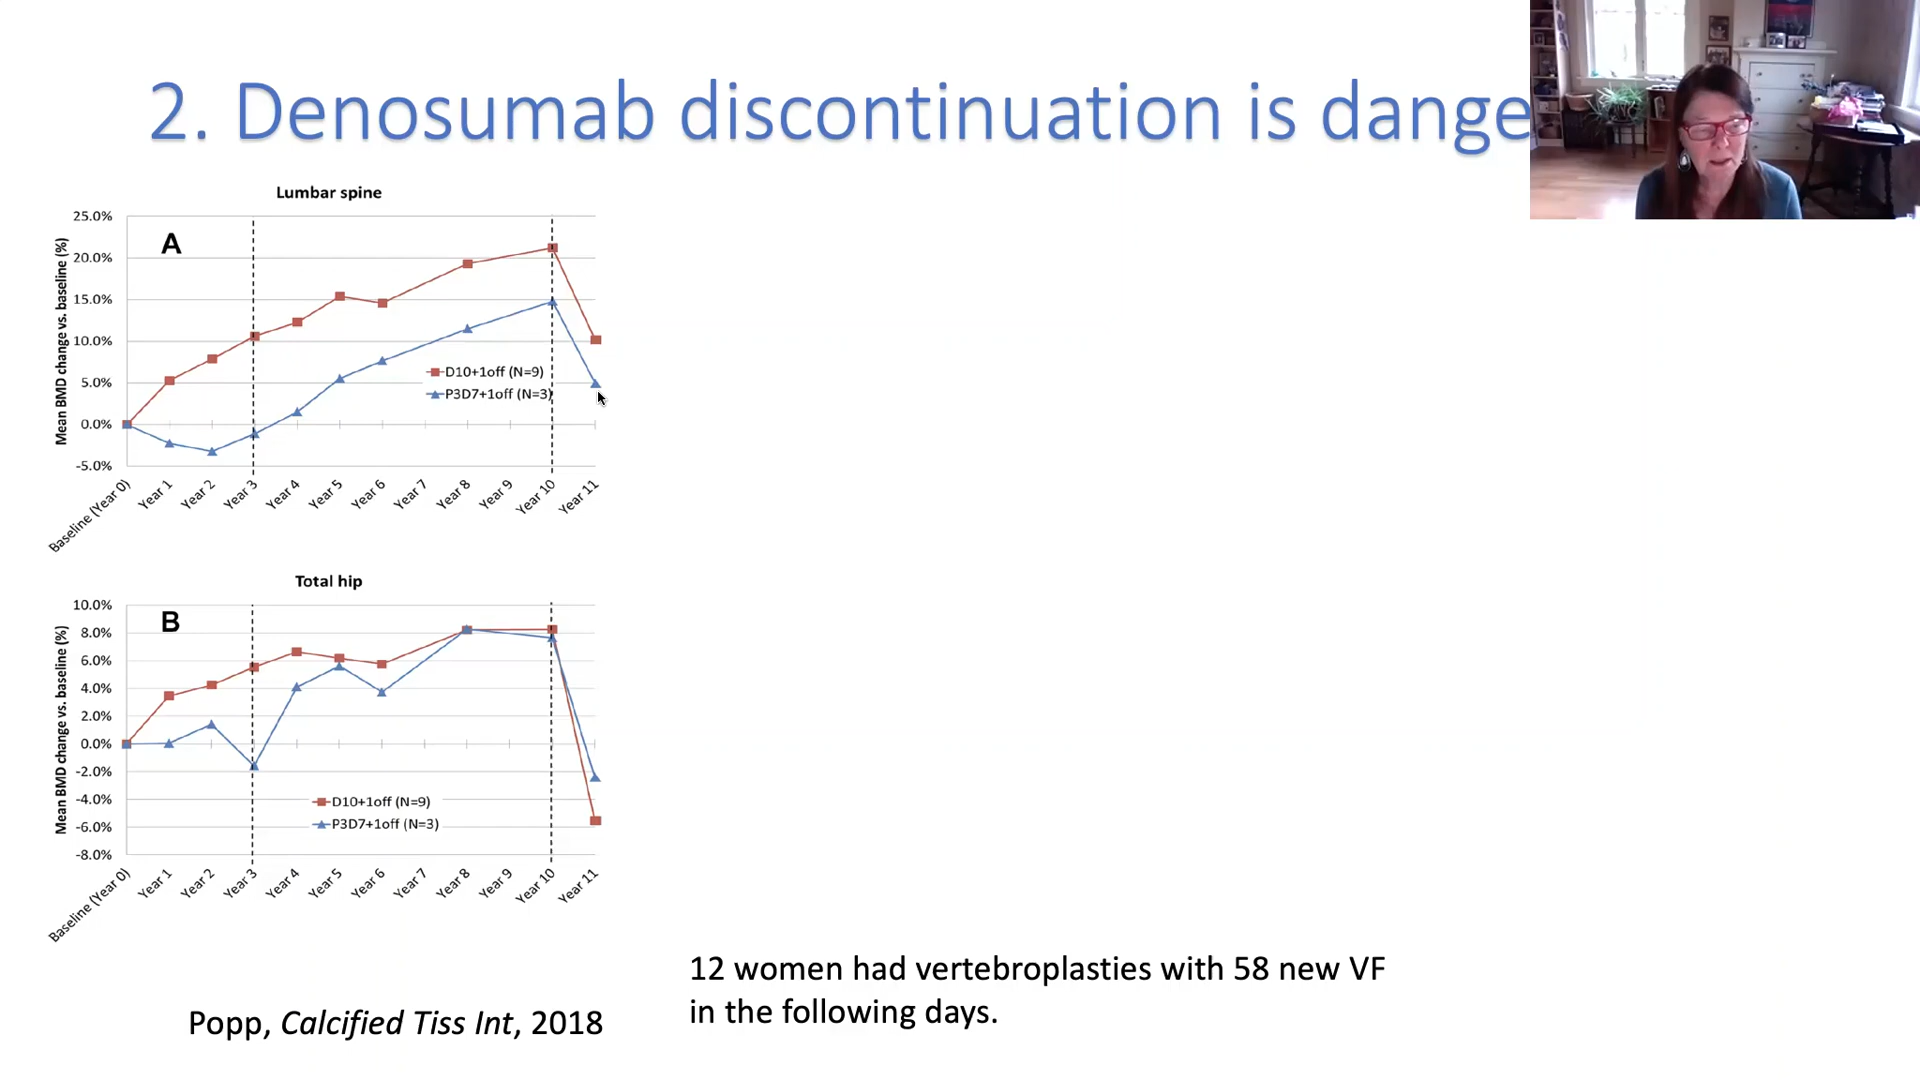 2. Denosumab discontinuation is dange
Lumbar spine
A
Mean BMD change vs. baseline (%)
25.0%
20.0%
15.0%
10.0%
5.0%
0.0%
-5.0%
D10+1off (N=9)
P3D7+1off (N=3)
Baseline (Year 0)
Year 1
Year 2
Year 3
Year 4
Year 5
Year 6
Year 7
Year 8
Year 9
Year 10
Year 11
Total hip
B
Mean BMD change vs. baseline (%)
10.0%
8.0%
6.0%
4.0%
2.0%
0.0%
-2.0%
-4.0%
-6.0%
-8.0%
D10+1off (N=9)
P3D7+1off (N=3)
Baseline (Year 0)
Year 1
Year 2
Year 3
Year 4
Year 5
Year 6
Year 7
Year 8
Year 9
Year 10
Year 11
12 women had vertebroplasties with 58 new VF
in the following days.
Popp, Calcified Tiss Int, 2018